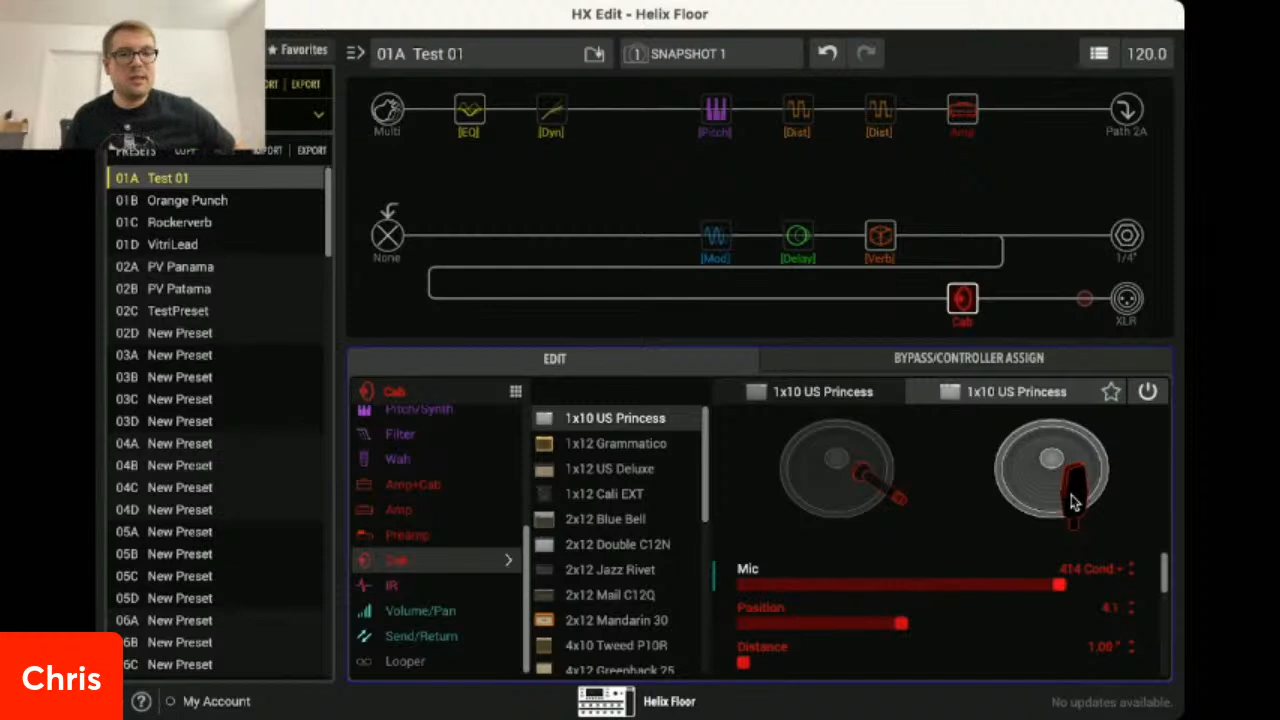 HX Edit - Helix Floor
Favorites
01A Test 01
SNAPSHOT 1
120.0
EXPORT
PRESETS
EXPORT
01A Test 01
01B Orange Punch
01C Rockerverb
01D VitriLead
02A PV Panama
02B PV Patama
02C TestPreset
02D New Preset
03A New Preset
03B New Preset
03C New Preset
03D New Preset
04A New Preset
04B New Preset
04C New Preset
04D New Preset
05A New Preset
05B New Preset
05C New Preset
05D New Preset
06A New Preset
New Preset
New Preset
Multi
[EQ]
[Dyn]
[Pitch]
[Dist]
[Dist]
Amp
Path 2A
None
[Mod]
[Delay]
[Verb]
1/4"
Cab
XLR
EDIT
BYPASS/CONTROLLER ASSIGN
Cab
Pitch/Synth
Filter
Wah
Amp+Cab
Amp
Preamp
Cab
IR
Volume/Pan
Send/Return
Looper
1x10 US Princess
1x12 Grammatico
1x12 US Deluxe
1x12 Cali EXT
2x12 Blue Bell
2x12 Double C12N
2x12 Jazz Rivet
2x12 Mail C12Q
2x12 Mandarin 30
4x10 Tweed P10R
4x12 Greenback 25
1x10 US Princess
1x10 US Princess
Mic 414 Cond
Position 4.1
Distance 1.00"
Chris
? My Account
Helix Floor
No updates available.